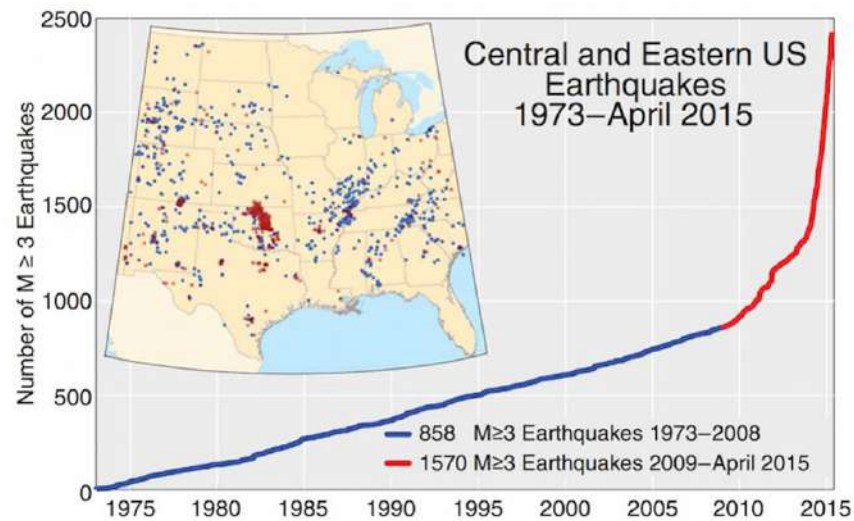 Central and Eastern US
Earthquakes
1973–April 2015
Number of M ≥ 3 Earthquakes
2500
2000
1500
1000
500
0
858 M≥3 Earthquakes 1973–2008
1570 M≥3 Earthquakes 2009–April 2015
1975 1980 1985 1990 1995 2000 2005 2010 2015